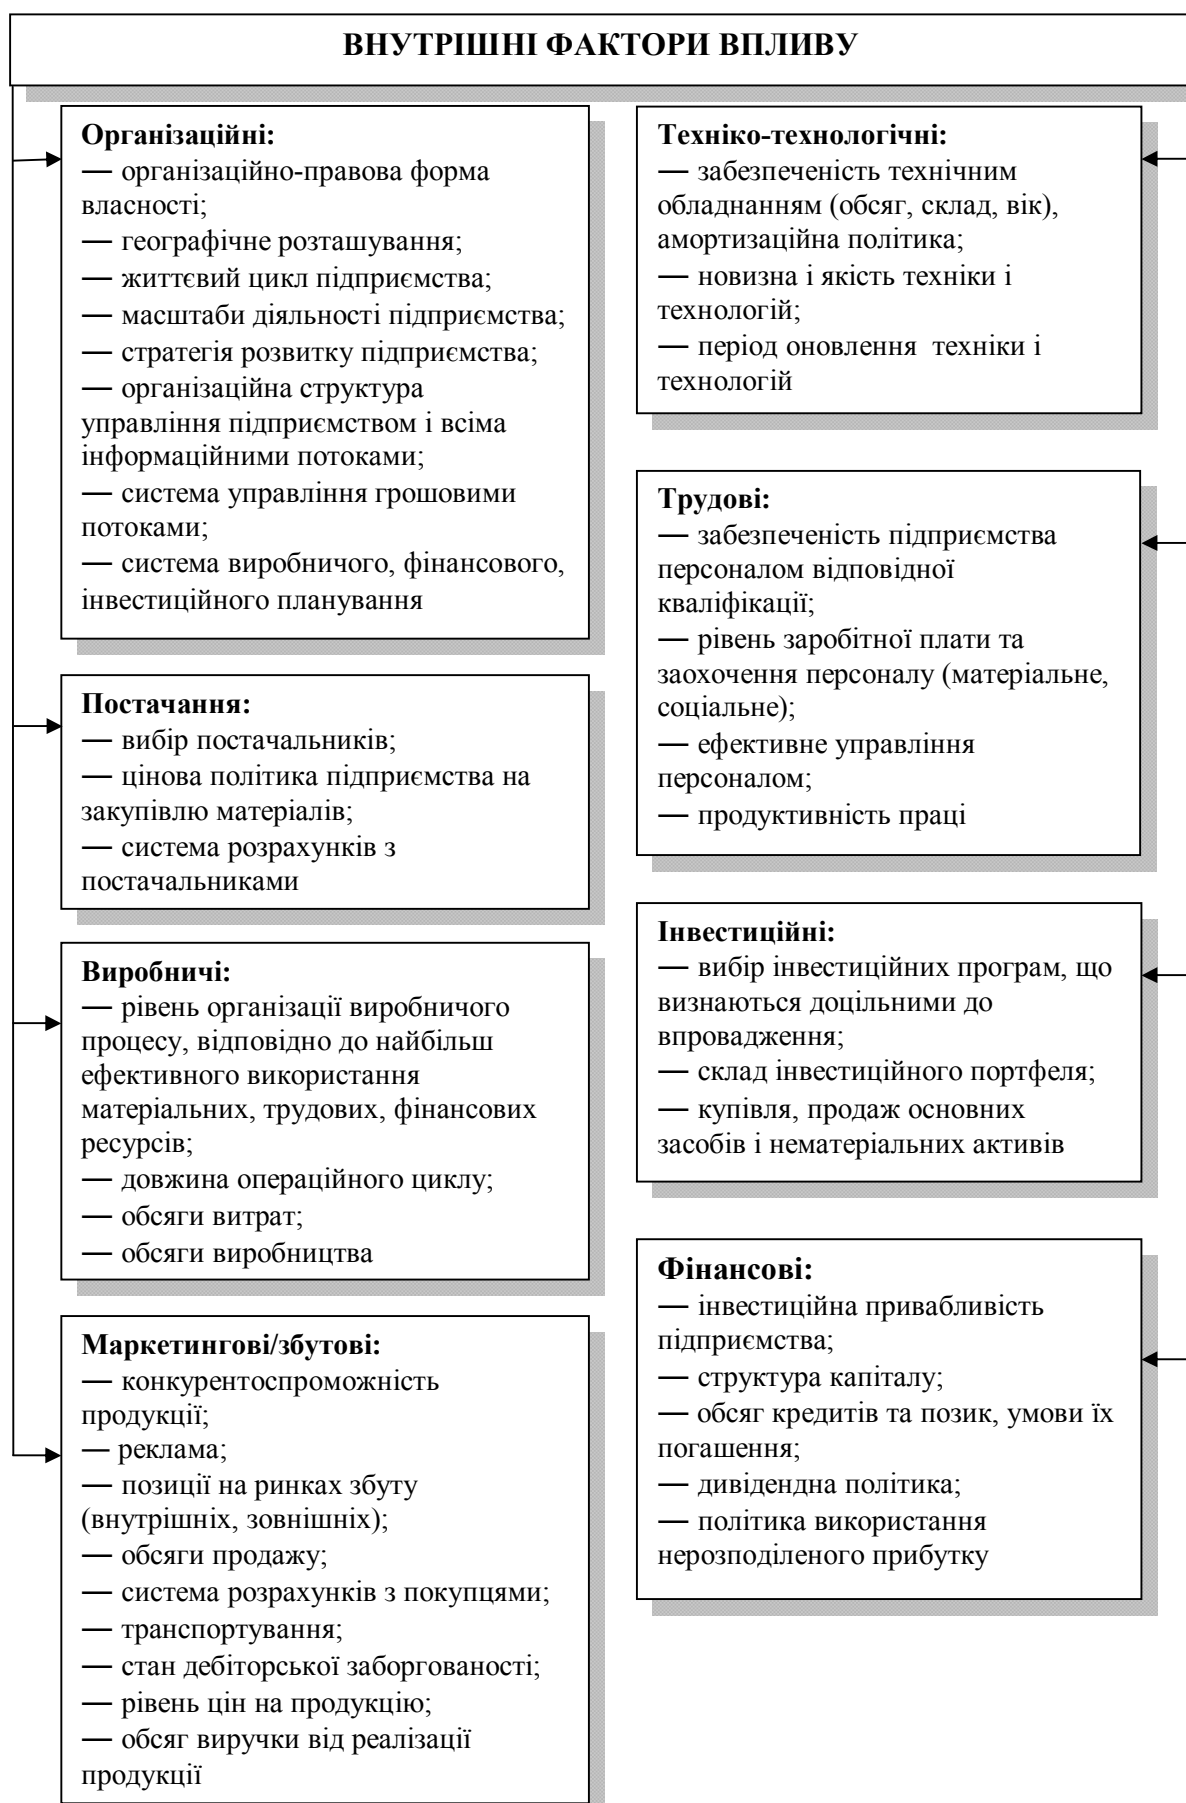 ВНУТРІШНІ ФАКТОРИ ВПЛИВУ
Організаційні:
— організаційно-правова форма
власності;
— географічне розташування;
— життєвий цикл підприємства;
— масштаби діяльності підприємства;
— стратегія розвитку підприємства;
— організаційна структура
управління підприємством і всіма
інформаційними потоками;
— система управління грошовими
потоками;
— система виробничого, фінансового,
інвестиційного планування
Постачання:
— вибір постачальників;
— цінова політика підприємства на
закупівлю матеріалів;
— система розрахунків з
постачальниками
Виробничі:
— рівень організації виробничого
процесу, відповідно до найбільш
ефективного використання
матеріальних, трудових, фінансових
ресурсів;
— довжина операційного циклу;
— обсяги витрат;
— обсяги виробництва
Маркетингові/збутові:
— конкурентоспроможність
продукції;
— реклама;
— позиції на ринках збуту
(внутрішніх, зовнішніх);
— обсяги продажу;
— система розрахунків з покупцями;
— транспортування;
— стан дебіторської заборгованості;
— рівень цін на продукцію;
— обсяг виручки від реалізації
продукції
Техніко-технологічні:
— забезпеченість технічним
обладнанням (обсяг, склад, вік),
амортизаційна політика;
— новизна і якість техніки і
технологій;
— період оновлення техніки і
технологій
Трудові:
— забезпеченість підприємства
персоналом відповідної
кваліфікації;
— рівень заробітної плати та
заохочення персоналу (матеріальне,
соціальне);
— ефективне управління
персоналом;
— продуктивність праці
Інвестиційні:
— вибір інвестиційних програм, що
визнаються доцільними до
впровадження;
— склад інвестиційного портфеля;
— купівля, продаж основних
засобів і нематеріальних активів
Фінансові:
— інвестиційна привабливість
підприємства;
— структура капіталу;
— обсяг кредитів та позик, умови їх
погашення;
— дивідендна політика;
— політика використання
нерозподіленого прибутку